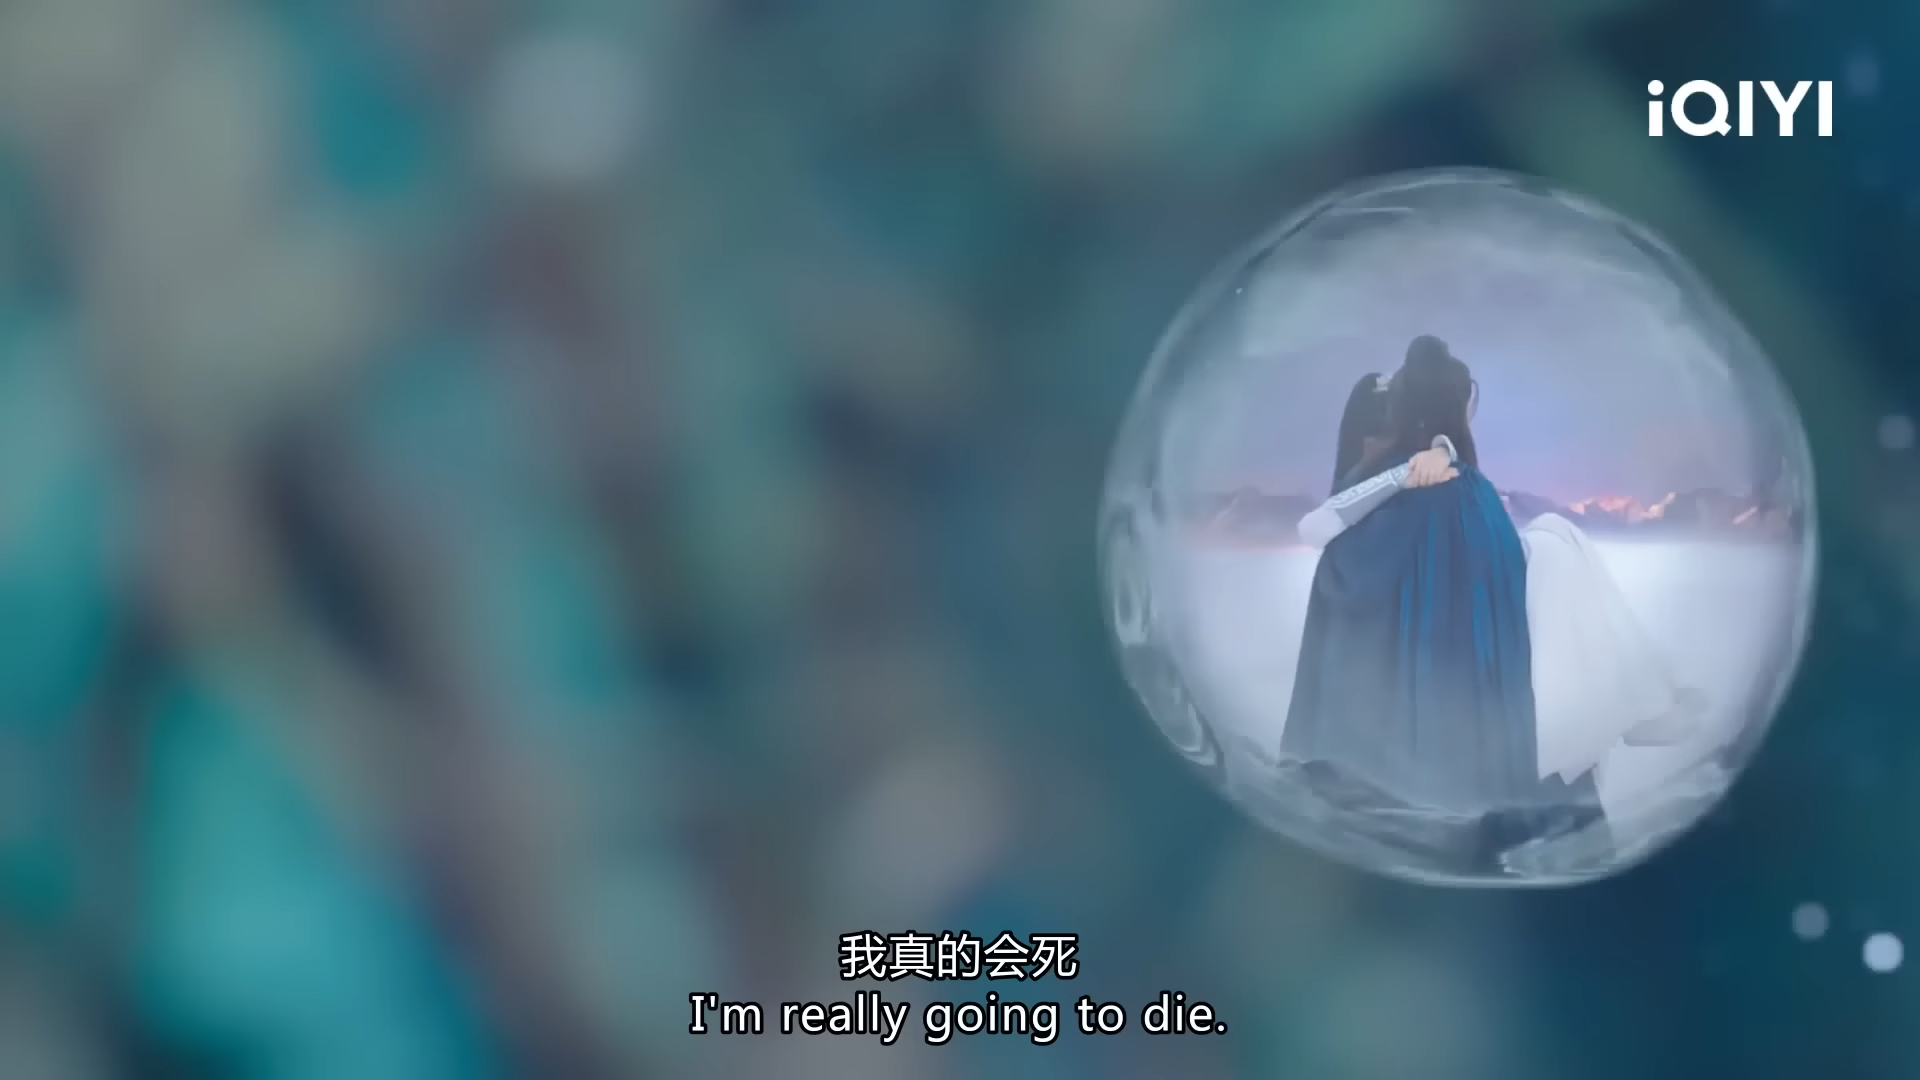 iQIYI
我真的会死
I'm really going to die.